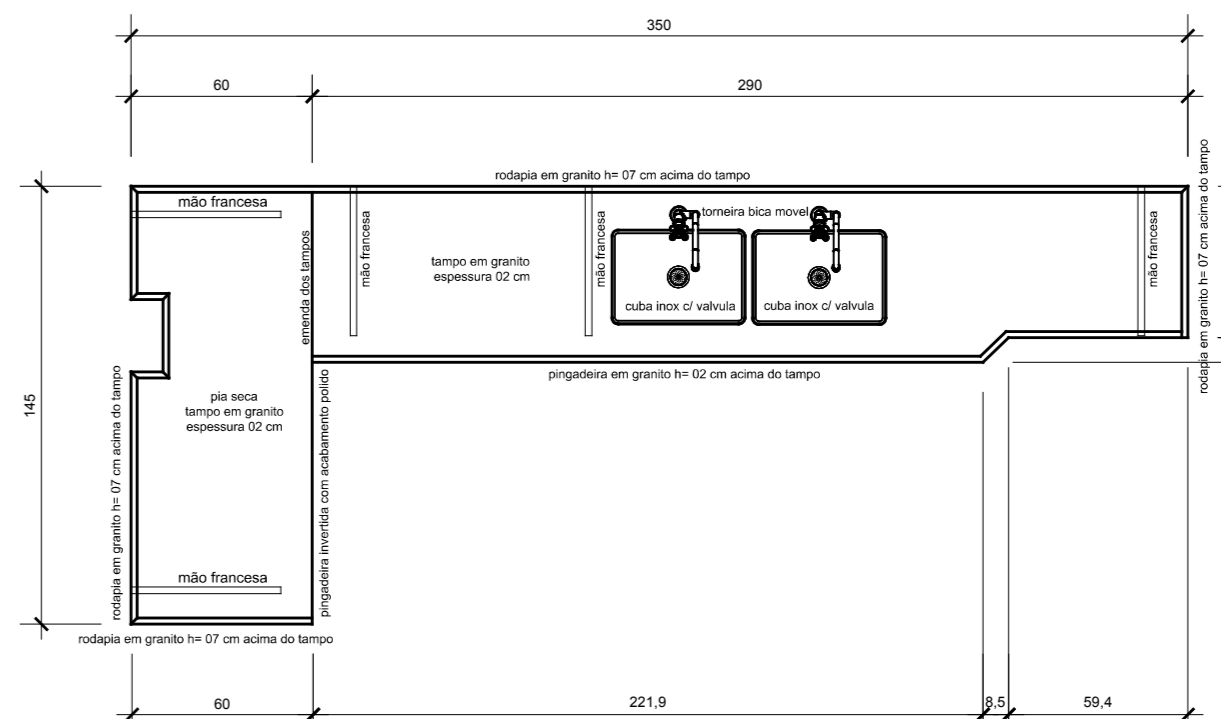 350
60
290
rodapia em granito h= 07 cm acima do tampo
mão francesa
emenda dos tampos
mão francesa
tampo em granito
espessura 02 cm
mão francesa
torneira bica movel
cuba inox c/ valvula
cuba inox c/ valvula
mão francesa
rodapia em granito h= 07 cm acima do tampo
pingadeira em granito h= 02 cm acima do tampo
145
rodapia em granito h= 07 cm acima do tampo
pia seca
tampo em granito
espessura 02 cm
pingadeira invertida com acabamento polido
mão francesa
rodapia em granito h= 07 cm acima do tampo
60
221,9
8,5
59,4